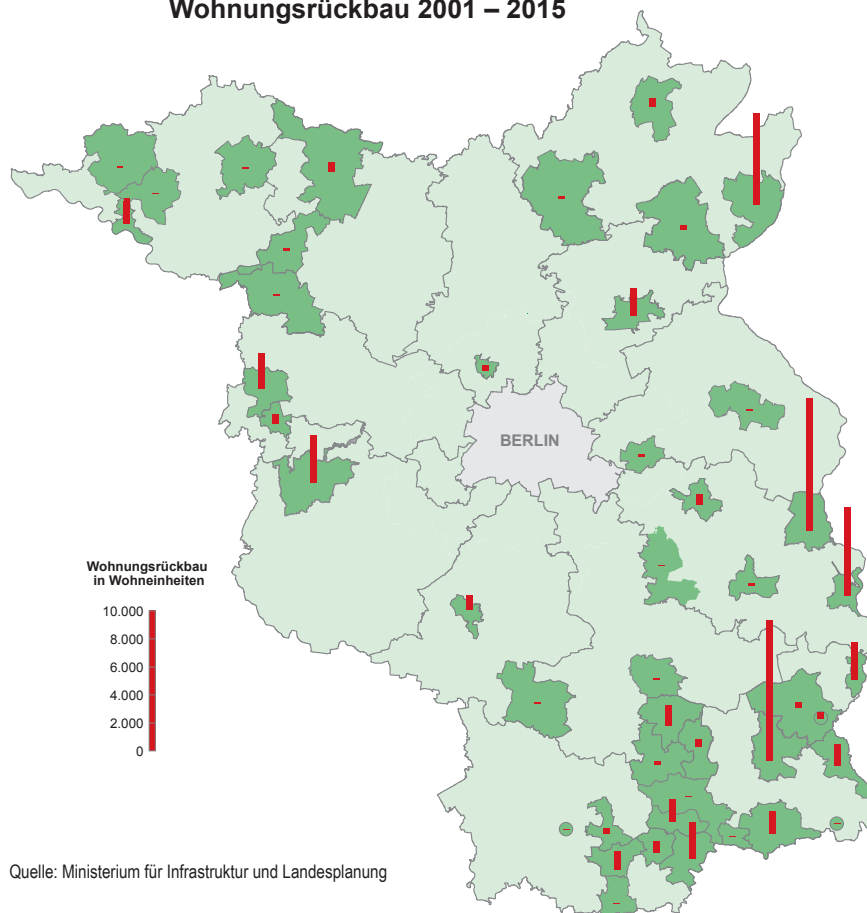 Wohnungsrückbau 2001 – 2015
BERLIN
Wohnungsrückbau
in Wohneinheiten
10.000
8.000
6.000
4.000
2.000
0
Quelle: Ministerium für Infrastruktur und Landesplanung